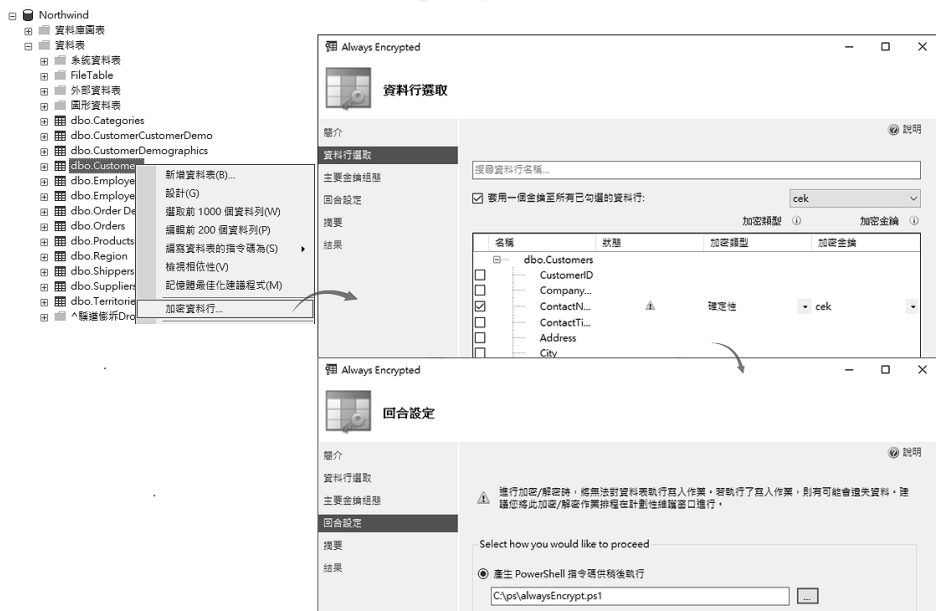 Northwind
資料庫圖表
資料表
系統資料表
FileTable
外部資料表
圖形資料表
dbo.Categories
dbo.CustomerCustomerDemo
dbo.CustomerDemographics
dbo.Custome
dbo.Employe
dbo.Employe
dbo.Order De
dbo.Orders
dbo.Products
dbo.Region
dbo.Shippers
dbo.Suppliers
dbo.Territorie
新增資料表(B)...
設計(G)
選取前 1000 個資料列(W)
編輯前 200 個資料列(P)
編寫資料表的指令碼為(S)
檢視相依性(V)
記憶體最佳化建議程式(M)
加密資料行...
Always Encrypted
資料行選取
說明
簡介
資料行選取
主要金鑰組態
回合設定
摘要
結果
搜尋資料行名稱...
套用一個金鑰至所有已勾選的資料行:
cek
加密類型
加密金鑰
名稱 狀態 加密類型 加密金鑰
dbo.Customers
CustomerID
Company...
ContactN... 確定性 cek
ContactTi...
Address
City
Always Encrypted
回合設定
說明
簡介
資料行選取
主要金鑰組態
回合設定
摘要
結果
進行加密/解密時，將無法對資料表執行寫入作業。若執行了寫入作業，則有可能會遺失資料。建
議您將此加密/解密作業排程在計劃性維護窗口進行。
Select how you would like to proceed
產生 PowerShell 指令碼供稍後執行
C:\ps\alwaysEncrypt.ps1
...